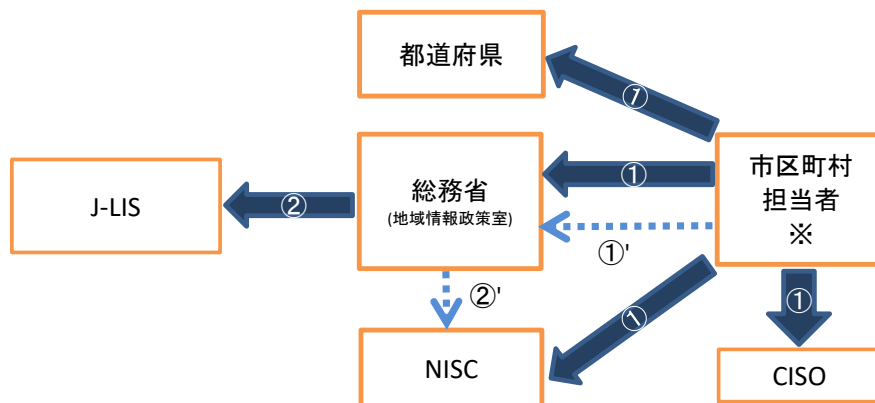 都道府県
①
市区町村
担当者
※
総務省
(地域情報政策室)
①
J-LIS
②
①'
②'
①
①
NISC
CISO